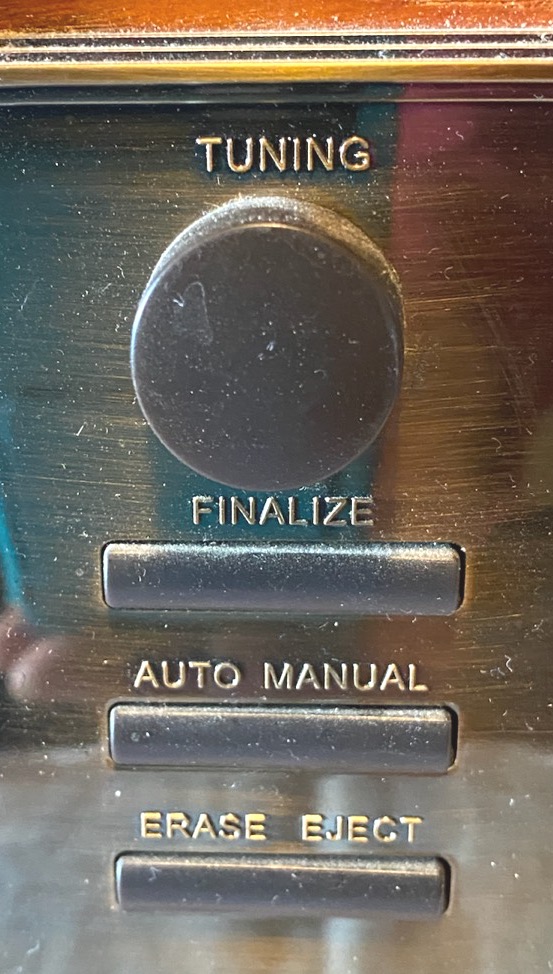 TUNING
FINALIZE
AUTO MANUAL
ERASE EJECT